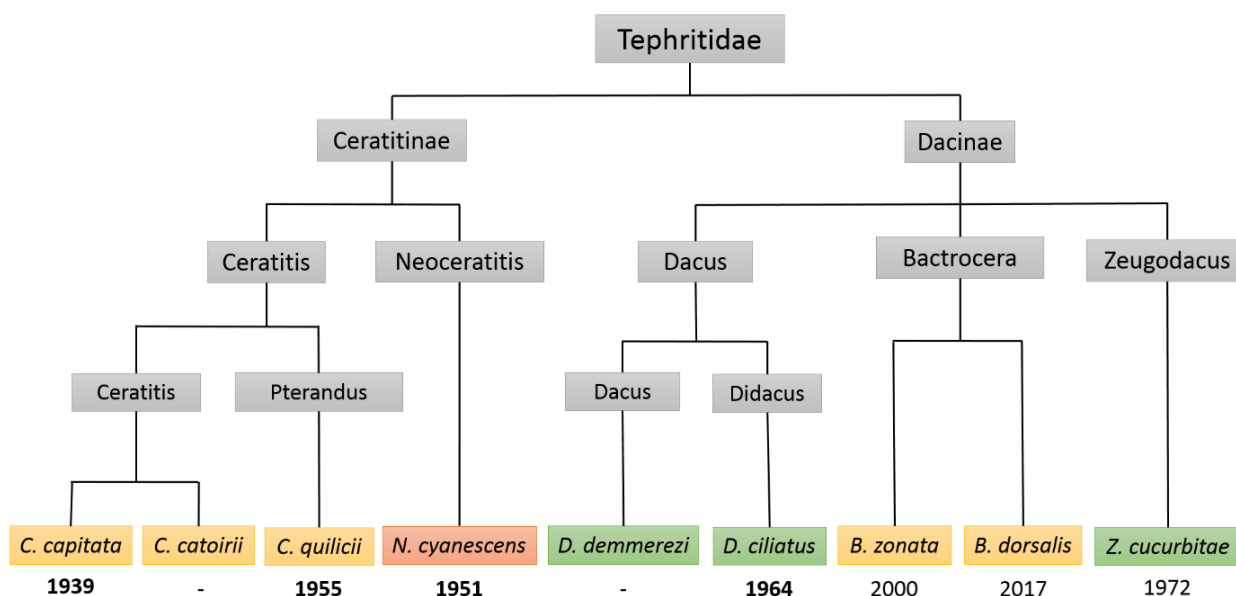 Tephritidae
Ceratitinae Dacinae
Ceratitis Neoceratitis Dacus Bactrocera Zeugodacus
Ceratitis Pterandus Dacus Didacus
C. capitata C. catoirii C. quilicii N. cyanescens D. demmerezi D. ciliatus B. zonata B. dorsalis Z. cucurbitae
1939 - 1955 1951 - 1964 2000 2017 1972